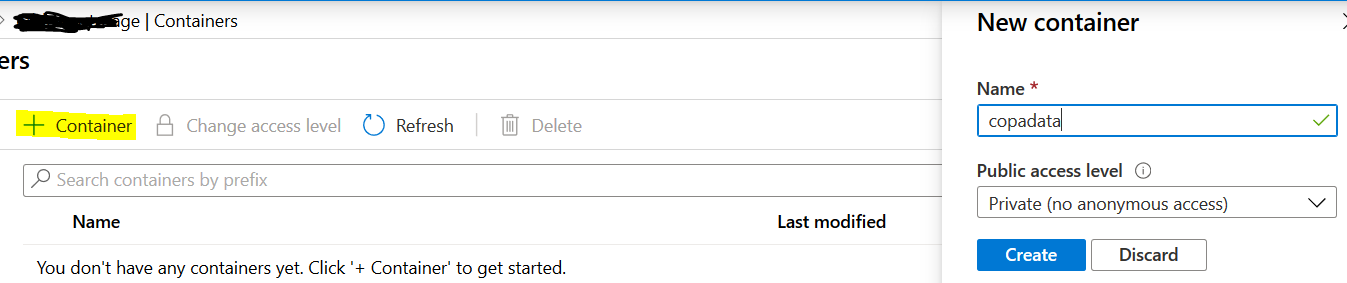 age | Containers
ers
+ Container Change access level Refresh Delete
Search containers by prefix
Name Last modified
You don't have any containers yet. Click '+ Container' to get started.
New container
Name *
copadata
Public access level
Private (no anonymous access)
Create Discard